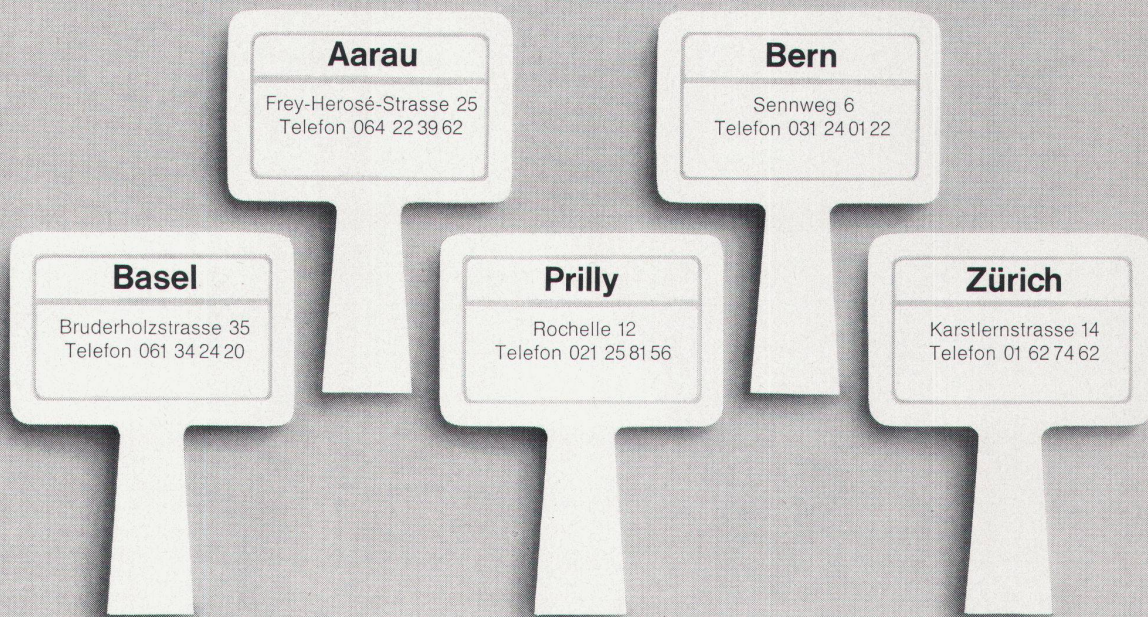 Aarau
Frey-Herosé-Strasse 25
Telefon 064 22 39 62
Bern
Sennweg 6
Telefon 031 24 01 22
Basel
Bruderholzstrasse 35
Telefon 061 34 24 20
Prilly
Rochelle 12
Telefon 021 25 81 56
Zürich
Karstlernstrasse 14
Telefon 01 62 74 62